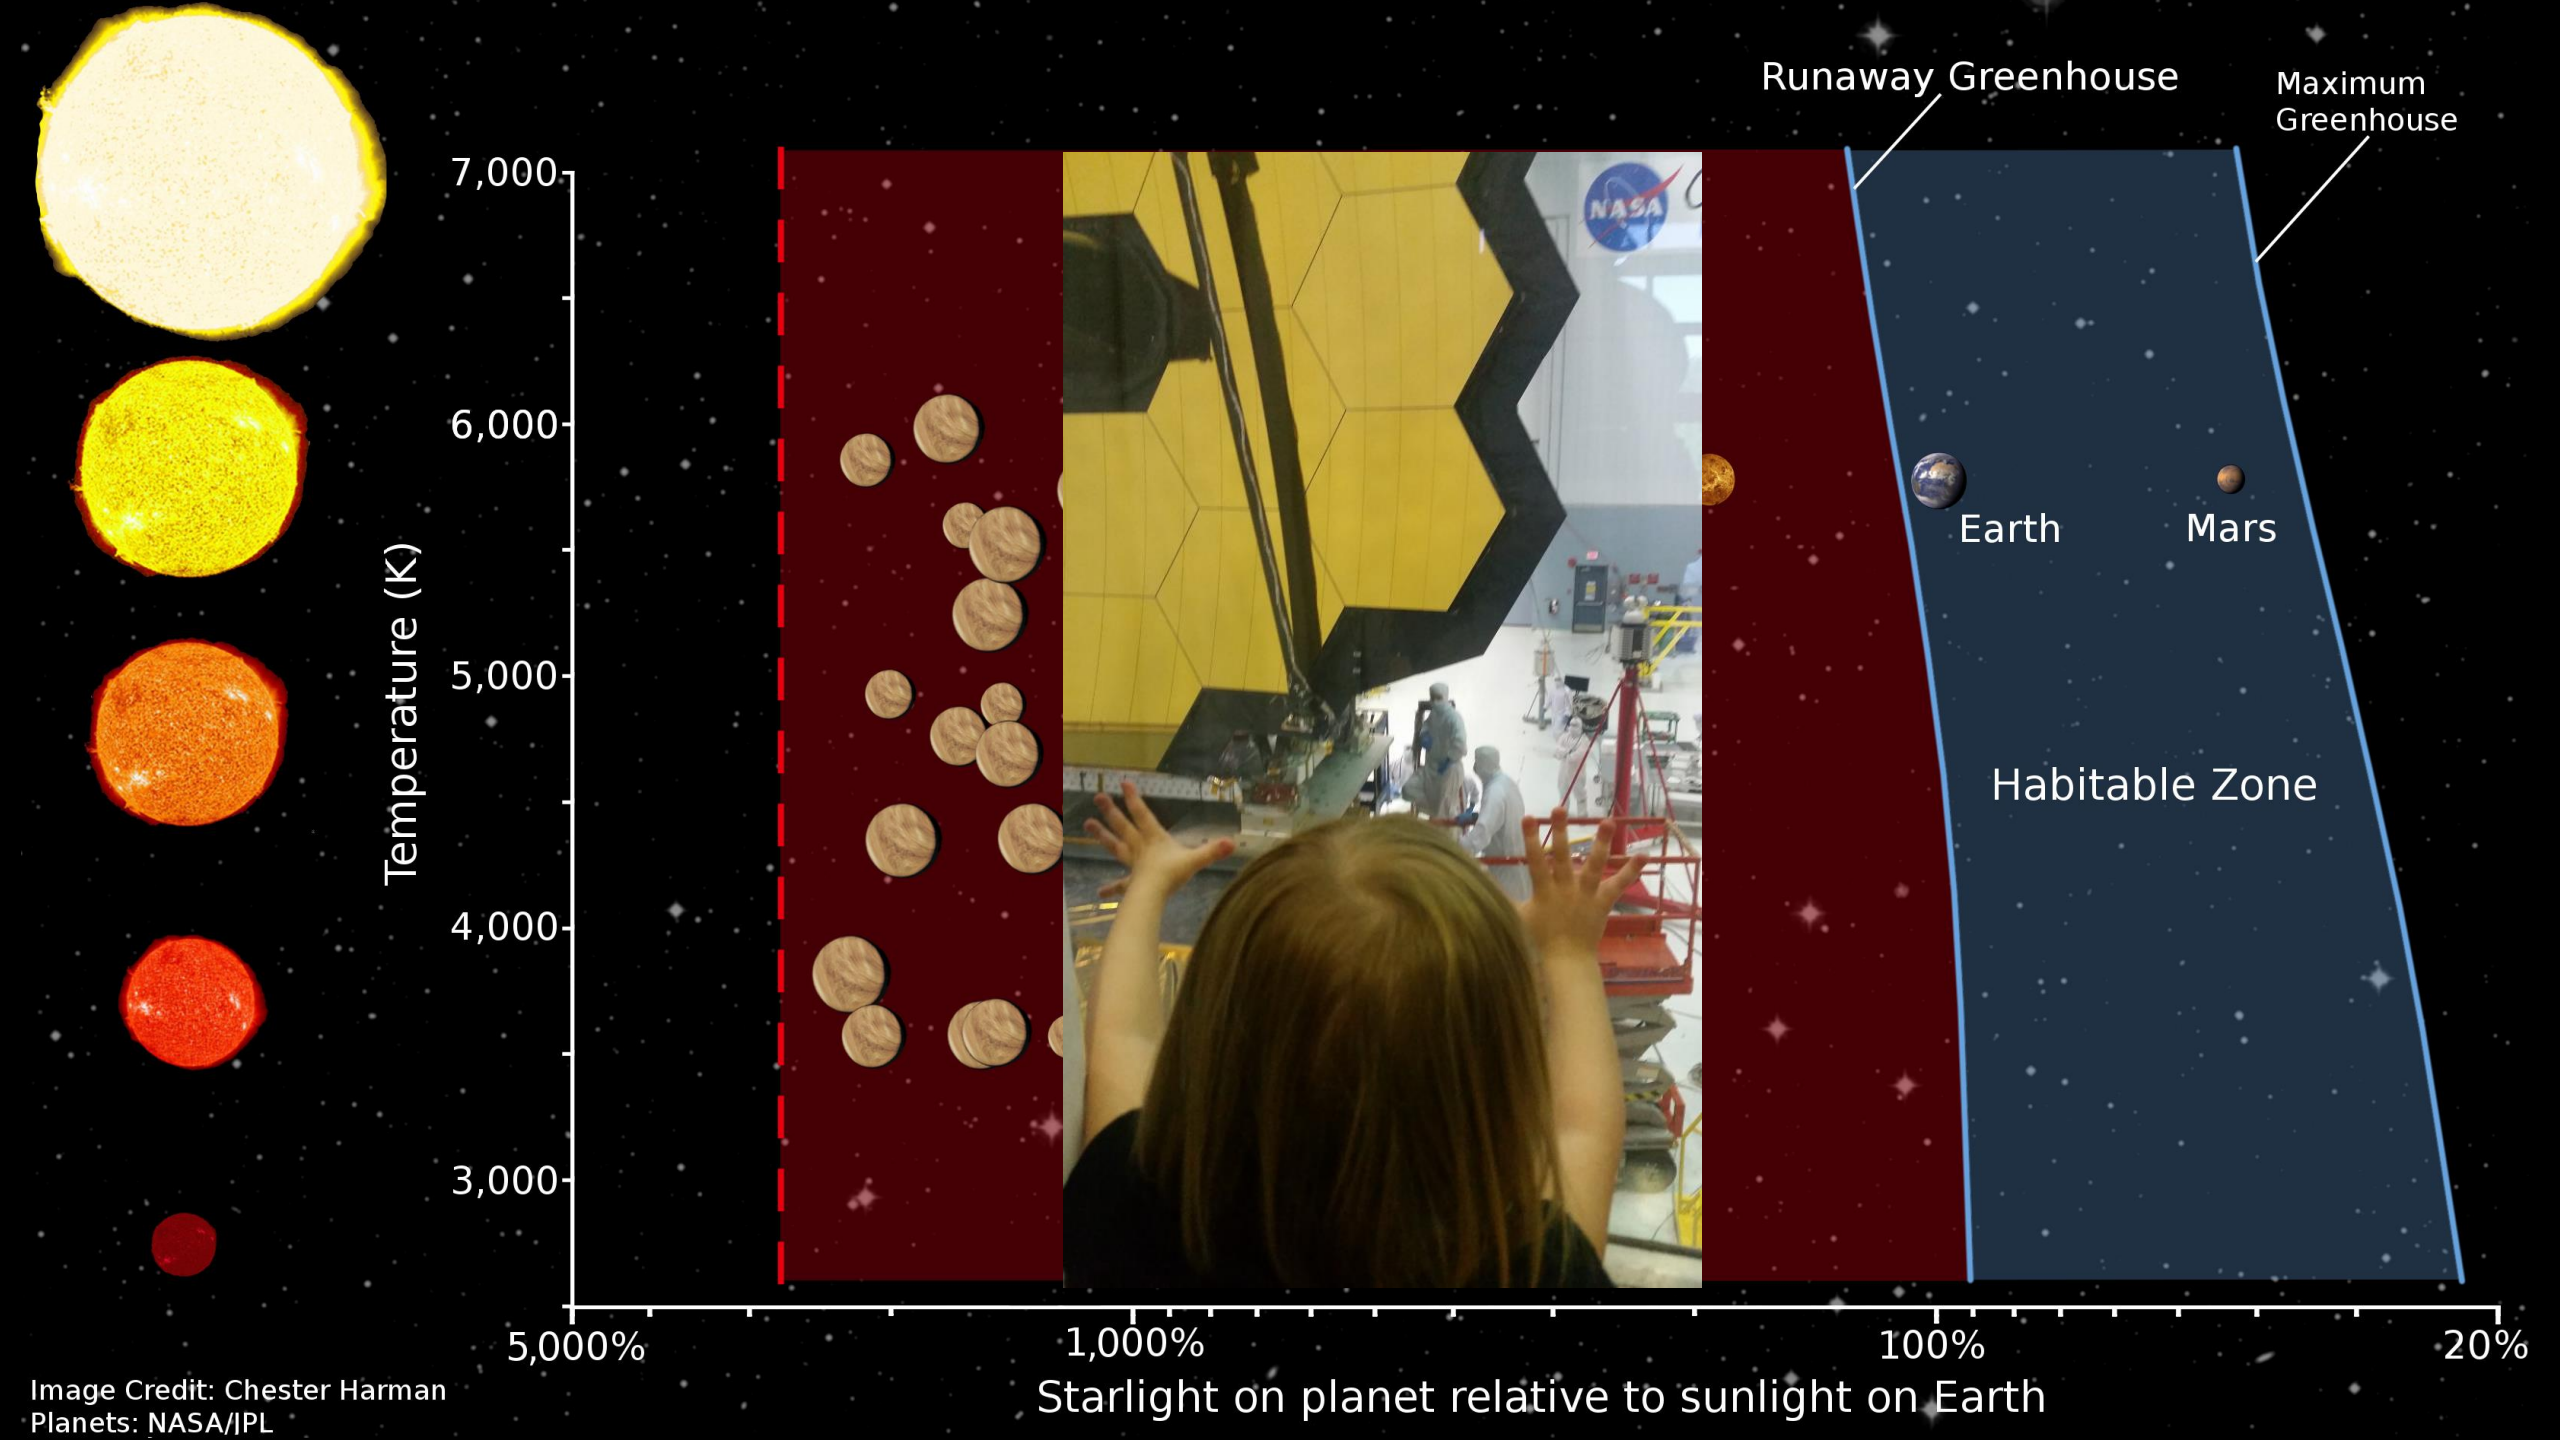 Runaway Greenhouse
Maximum
Greenhouse
NASA
7,000
6,000
5,000
4,000
3,000
Temperature (K)
Earth
Mars
Habitable Zone
5,000%
1,000%
100%
20%
Starlight on planet relative to sunlight on Earth
Image Credit: Chester Harman
Planets: NASA/JPL